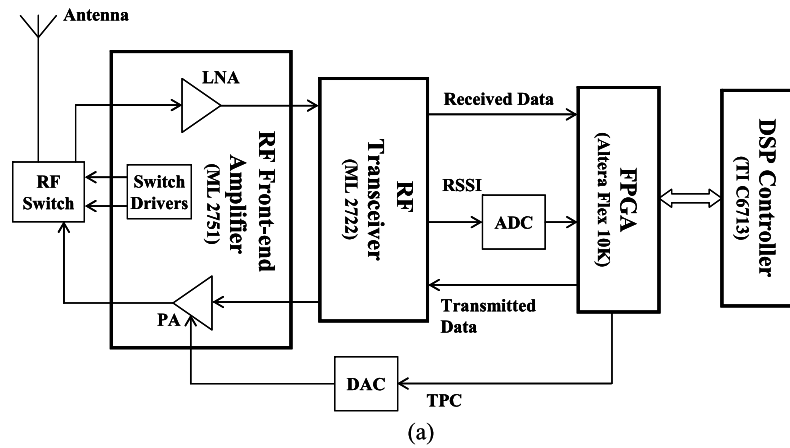 Antenna
LNA
RF Front-end
Amplifier
(ML 2751)
RF
Switch
Switch
Drivers
PA
RF
Transceiver
(ML 2722)
Received Data
RSSI
ADC
Transmitted
Data
FPGA
(Altera Flex 10K)
DSP Controller
(TI C6713)
DAC
TPC
(a)